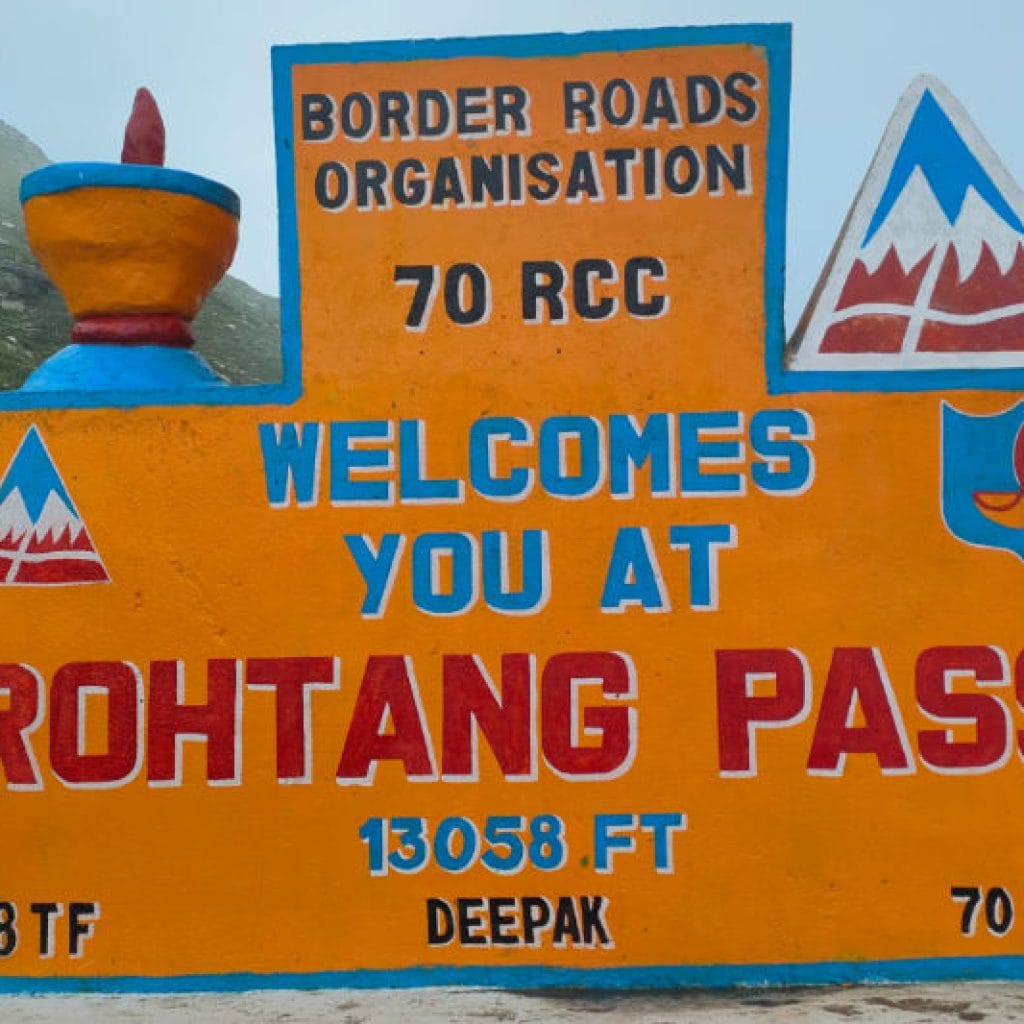 BORDER ROADS
ORGANISATION
70 RCC
WELCOMES
YOU AT
ROHTANG PASS
13058 FT
8 TF
DEEPAK
70